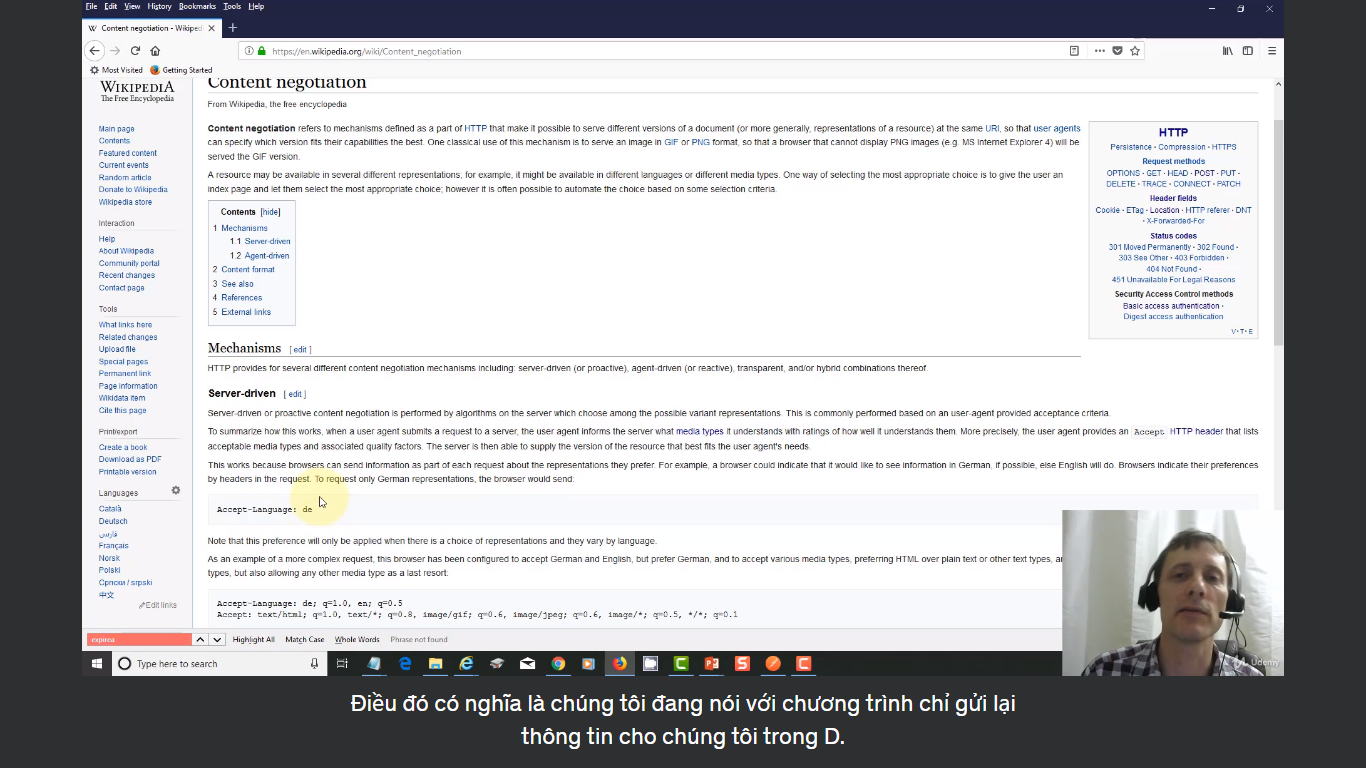 File Edit View History Bookmarks Tools Help
Content negotiation - Wikiped
https://en.wikipedia.org/wiki/Content_negotiation
Most Visited Getting Started
WIKIPEDIA
The Free Encyclopedia
Main page
Contents
Featured content
Current events
Random article
Donate to Wikipedia
Wikipedia store
Interaction
Help
About Wikipedia
Community portal
Recent changes
Contact page
Tools
What links here
Related changes
Upload file
Special pages
Permanent link
Page information
Wikidata item
Cite this page
Print/export
Create a book
Download as PDF
Printable version
Languages
Català
Deutsch
فارسی
Français
Norsk
Polski
Српски / srpski
中文
Edit links
Content negotiation
From Wikipedia, the free encyclopedia
Content negotiation refers to mechanisms defined as a part of HTTP that make it possible to serve different versions of a document (or more generally, representations of a resource) at the same URI, so that user agents
can specify which version fits their capabilities the best. One classical use of this mechanism is to serve an image in GIF or PNG format, so that a browser that cannot display PNG images (e.g. MS Internet Explorer 4) will be
served the GIF version.
A resource may be available in several different representations, for example, it might be available in different languages or different media types. One way of selecting the most appropriate choice is to give the user an
index page and let them select the most appropriate choice; however it is often possible to automate the choice based on some selection criteria.
Contents [hide]
1 Mechanisms
1.1 Server-driven
1.2 Agent-driven
2 Content format
3 See also
4 References
5 External links
HTTP
Persistence · Compression · HTTPS
Request methods
OPTIONS · GET · HEAD · POST · PUT ·
DELETE · TRACE · CONNECT · PATCH
Header fields
Cookie · ETag · Location · HTTP referer · DNT
· X-Forwarded-For
Status codes
301 Moved Permanently · 302 Found ·
303 See Other · 403 Forbidden ·
404 Not Found ·
451 Unavailable For Legal Reasons
Security Access Control methods
Basic access authentication ·
Digest access authentication
V · T · E
Mechanisms [ edit ]
HTTP provides for several different content negotiation mechanisms including: server-driven (or proactive), agent-driven (or reactive), transparent, and/or hybrid combinations thereof.
Server-driven [ edit ]
Server-driven or proactive content negotiation is performed by algorithms on the server which choose among the possible variant representations. This is commonly performed based on an user-agent provided acceptance criteria.
To summarize how this works, when a user agent submits a request to a server, the user agent informs the server what media types it understands with ratings of how well it understands them. More precisely, the user agent provides an Accept HTTP header that lists
acceptable media types and associated quality factors. The server is then able to supply the version of the resource that best fits the user agent's needs.
This works because browsers can send information as part of each request about the representations they prefer. For example, a browser could indicate that it would like to see information in German, if possible, else English will do. Browsers indicate their preferences
by headers in the request. To request only German representations, the browser would send:
Accept-Language: de
Note that this preference will only be applied when there is a choice of representations and they vary by language.
As an example of a more complex request, this browser has been configured to accept German and English, but prefer German, and to accept various media types, preferring HTML over plain text or other text types,
types, but also allowing any other media type as a last resort:
Accept-Language: de; q=1.0, en; q=0.5
Accept: text/html; q=1.0, text/*; q=0.8, image/gif; q=0.6, image/jpeg; q=0.6, image/*; q=0.5, */*; q=0.1
expirea Highlight All Match Case Whole Words Phrase not found
Type here to search
Udemy
Điều đó có nghĩa là chúng tôi đang nói với chương trình chỉ gửi lại
thông tin cho chúng tôi trong D.